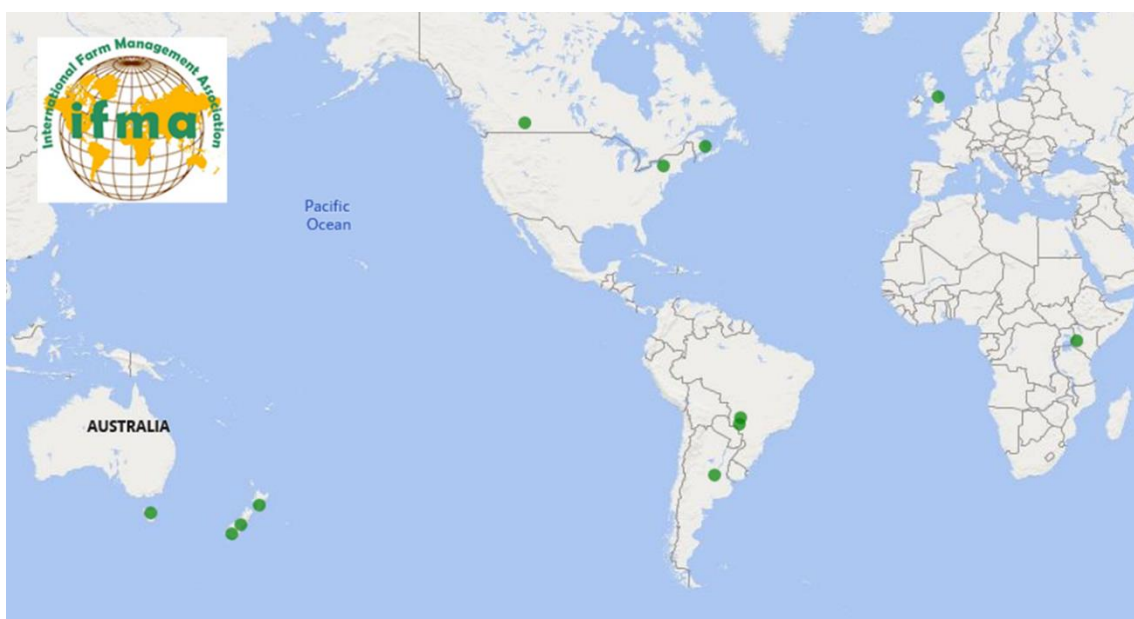 International Farm Management Association
ifma
Pacific
Ocean
AUSTRALIA